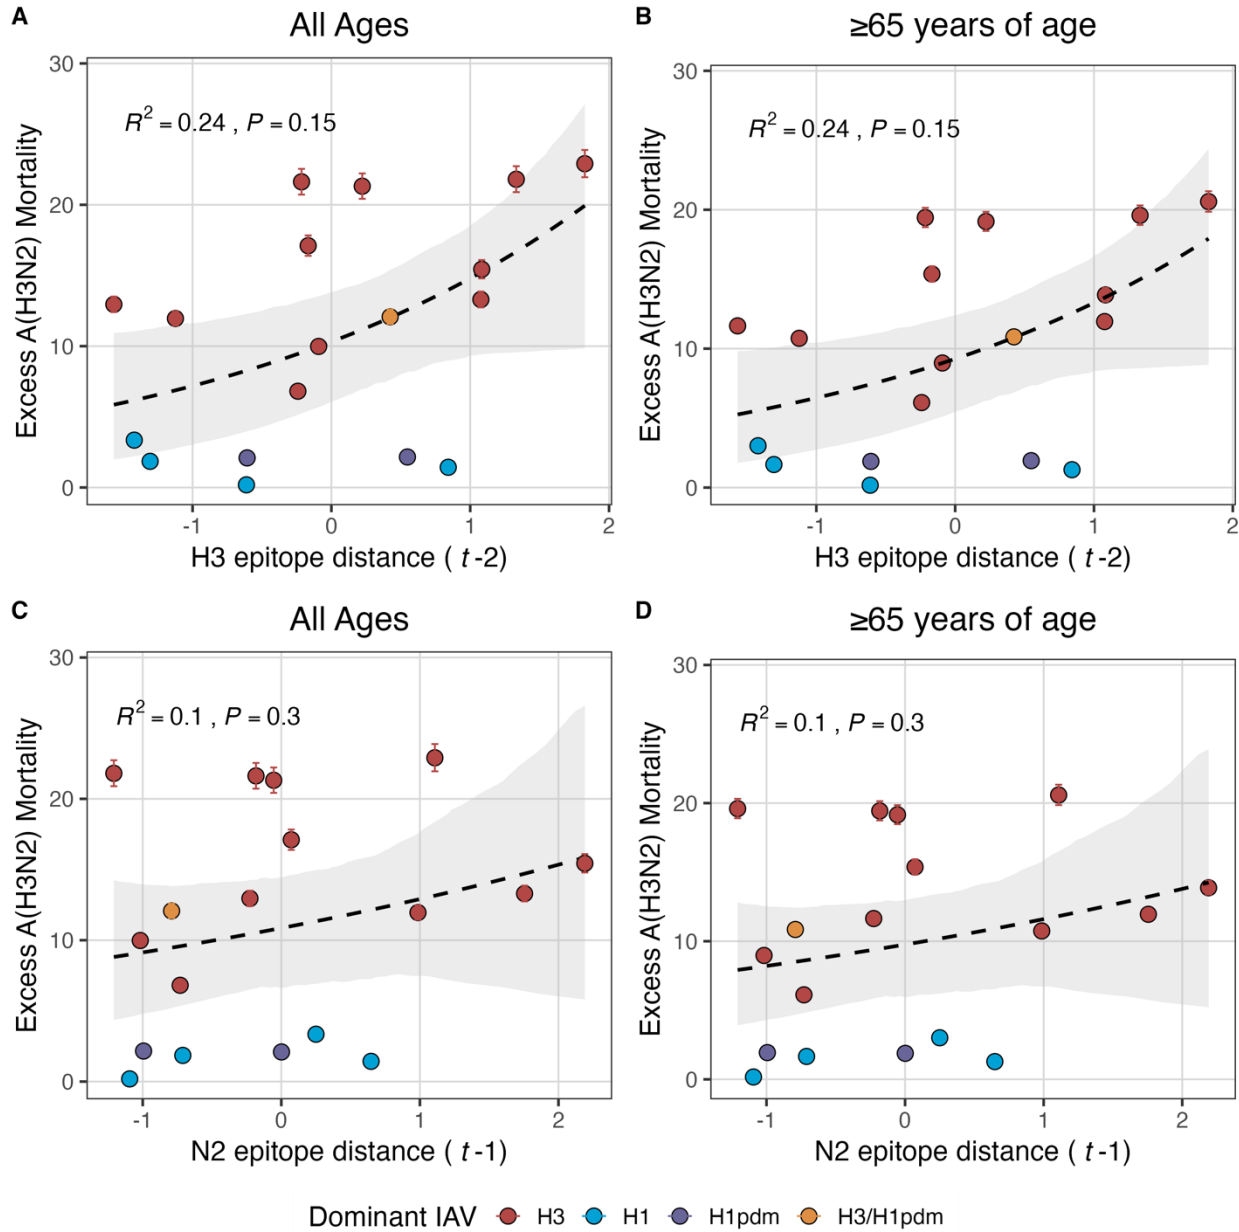 A
All Ages
Excess A(H3N2) Mortality
30
20
10
0
R² = 0.24 , P = 0.15
-1 0 1 2
H3 epitope distance ( t -2)
B
≥65 years of age
Excess A(H3N2) Mortality
30
20
10
0
R² = 0.24 , P = 0.15
-1 0 1 2
H3 epitope distance ( t -2)
C
All Ages
Excess A(H3N2) Mortality
30
20
10
0
R² = 0.1 , P = 0.3
-1 0 1 2
N2 epitope distance ( t -1)
D
≥65 years of age
Excess A(H3N2) Mortality
30
20
10
0
R² = 0.1 , P = 0.3
-1 0 1 2
N2 epitope distance ( t -1)
Dominant IAV H3 H1 H1pdm H3/H1pdm